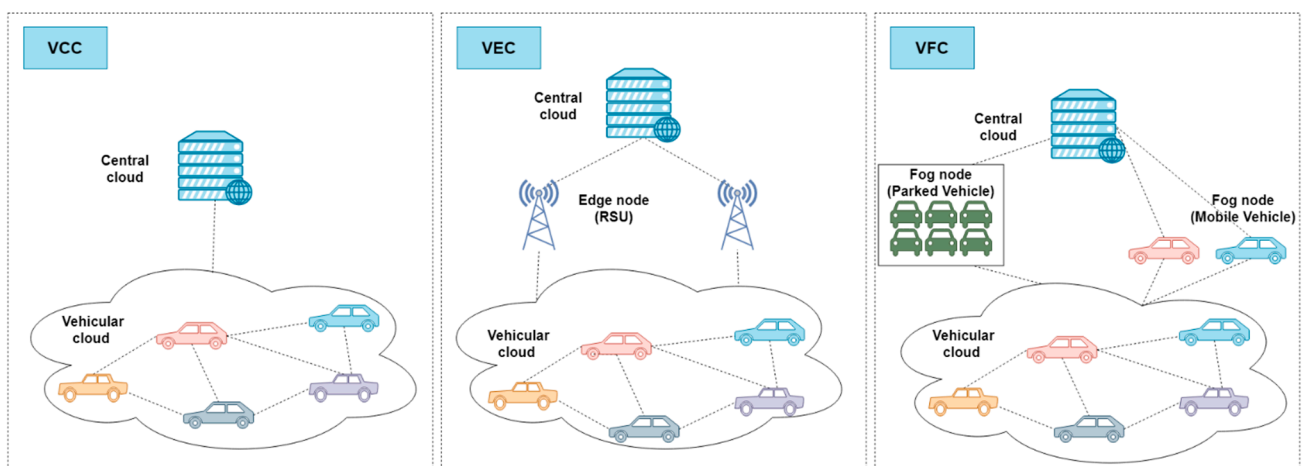 VCC
Central
cloud
Vehicular
cloud
VEC
Central
cloud
Edge node
(RSU)
Vehicular
cloud
VFC
Central
cloud
Fog node
(Parked Vehicle)
Fog node
(Mobile Vehicle)
Vehicular
cloud